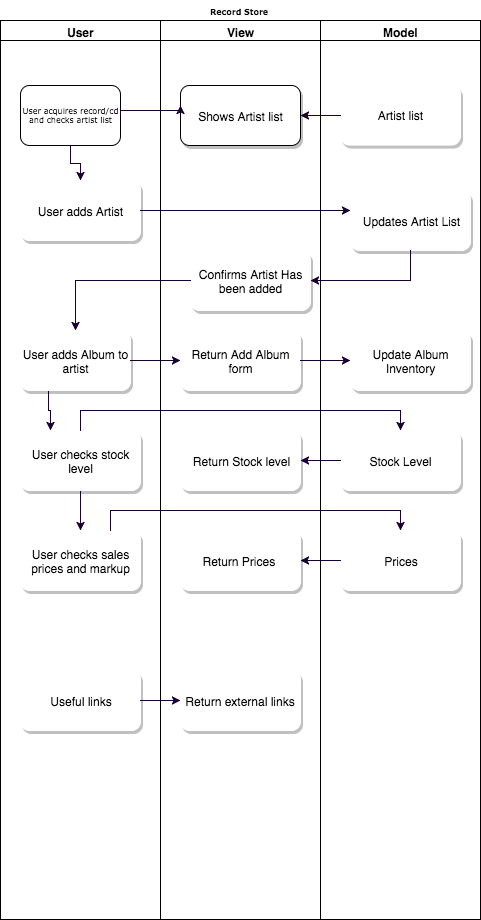 Record Store
User
View
Model
User acquires record/cd
and checks artist list
Shows Artist list
Artist list
User adds Artist
Updates Artist List
Confirms Artist Has
been added
User adds Album to
artist
Return Add Album
form
Update Album
Inventory
User checks stock
level
Return Stock level
Stock Level
User checks sales
prices and markup
Return Prices
Prices
Useful links
Return external links